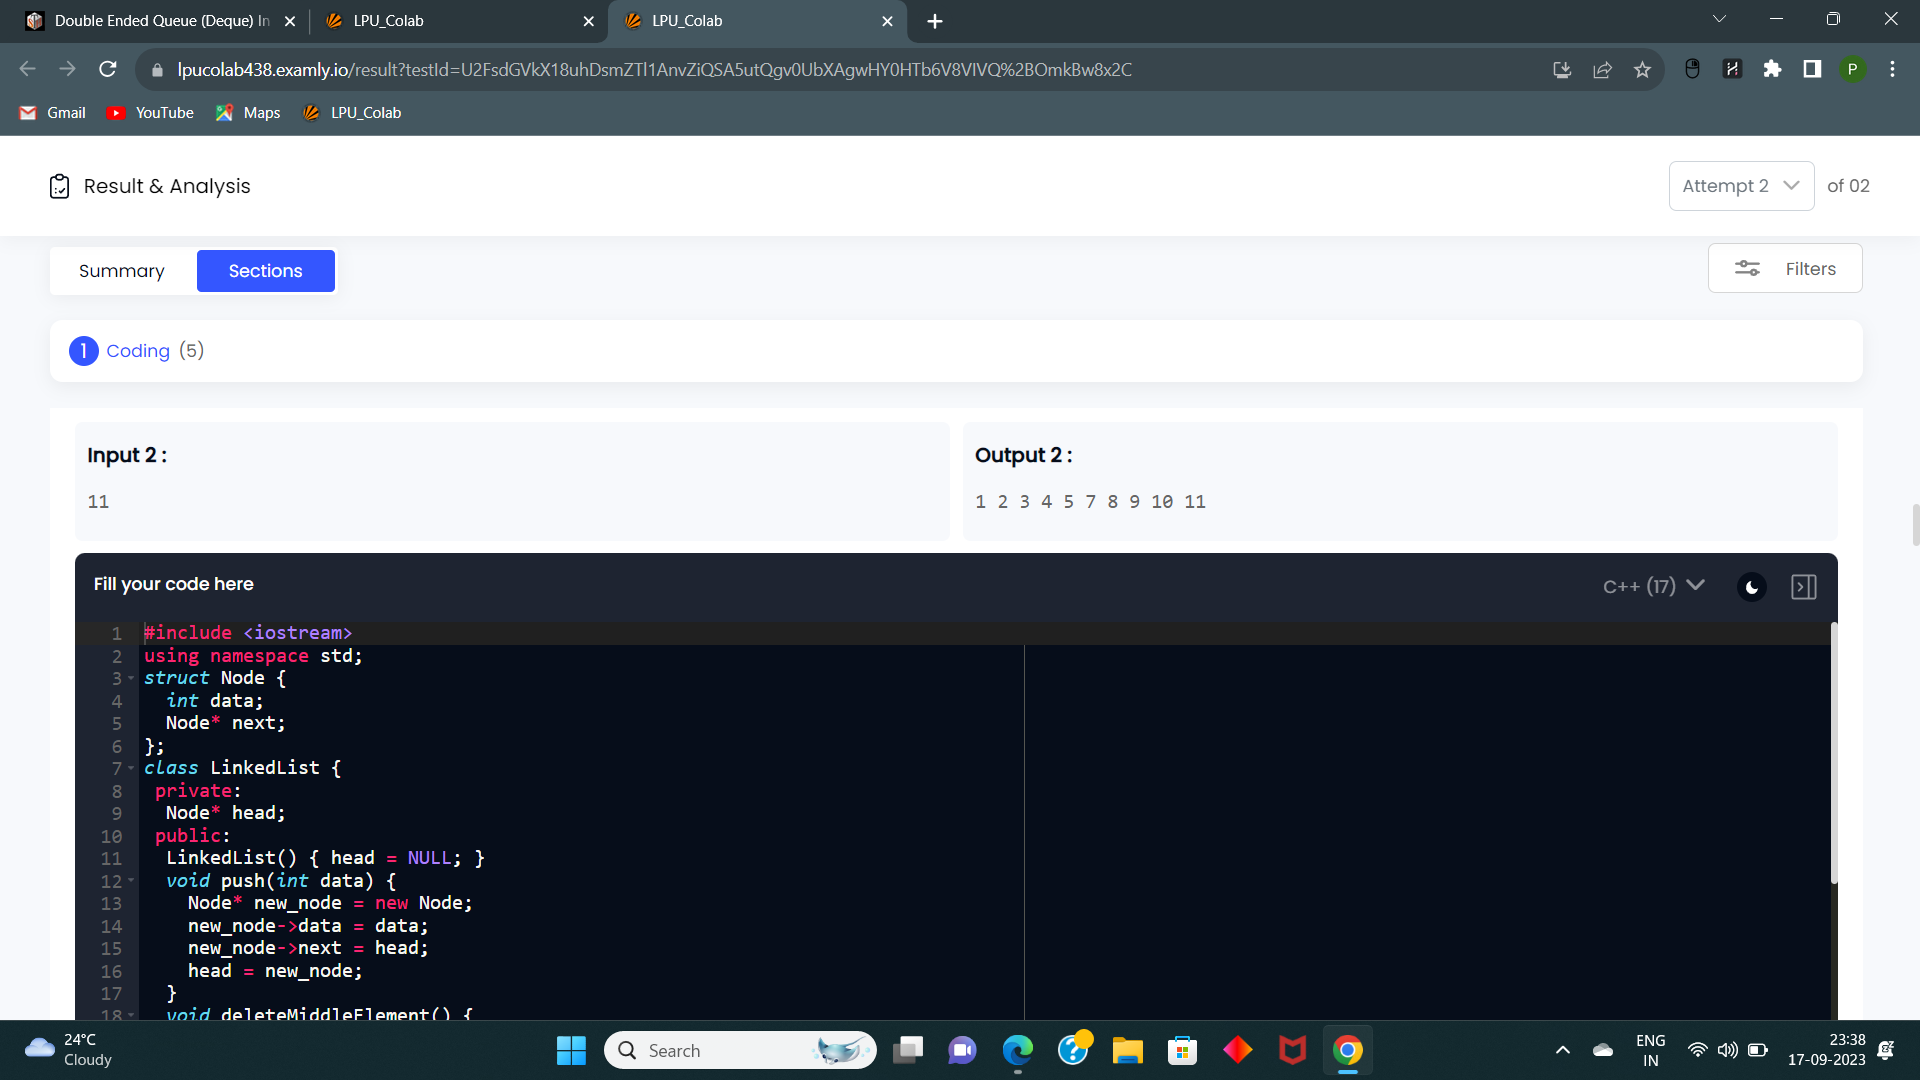 Double Ended Queue (Deque) In
LPU_Colab
LPU_Colab
lpucolab438.examly.io/result?testId=U2FsdGVkX18uhDsmZTl1AnvZiQSA5utQgv0UbXAgwHY0HTb6V8VlVQ%2BOmkBw8x2C
P
Gmail
YouTube
Maps
LPU_Colab
Result & Analysis
Attempt 2
of 02
Summary
Sections
Filters
1 Coding (5)
Input 2 :
11
Output 2 :
1 2 3 4 5 7 8 9 10 11
Fill your code here
C++ (17)
1 #include <iostream>
2 using namespace std;
3 struct Node {
4 int data;
5 Node* next;
6 };
7 class LinkedList {
8 private:
9 Node* head;
10 public:
11 LinkedList() { head = NULL; }
12 void push(int data) {
13 Node* new_node = new Node;
14 new_node->data = data;
15 new_node->next = head;
16 head = new_node;
17 }
18 void deleteMiddleElement() {
24°C
Cloudy
Search
ENG
IN
23:38
17-09-2023